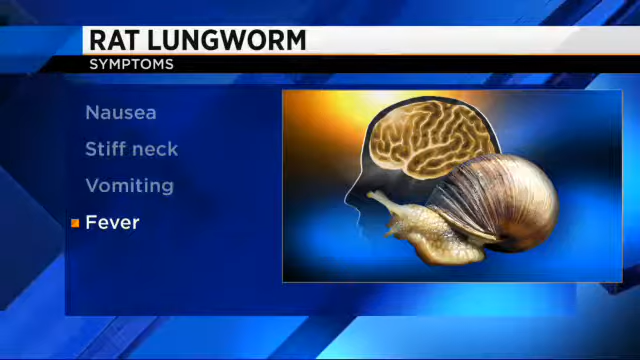 RAT LUNGWORM
SYMPTOMS
Nausea
Stiff neck
Vomiting
Fever